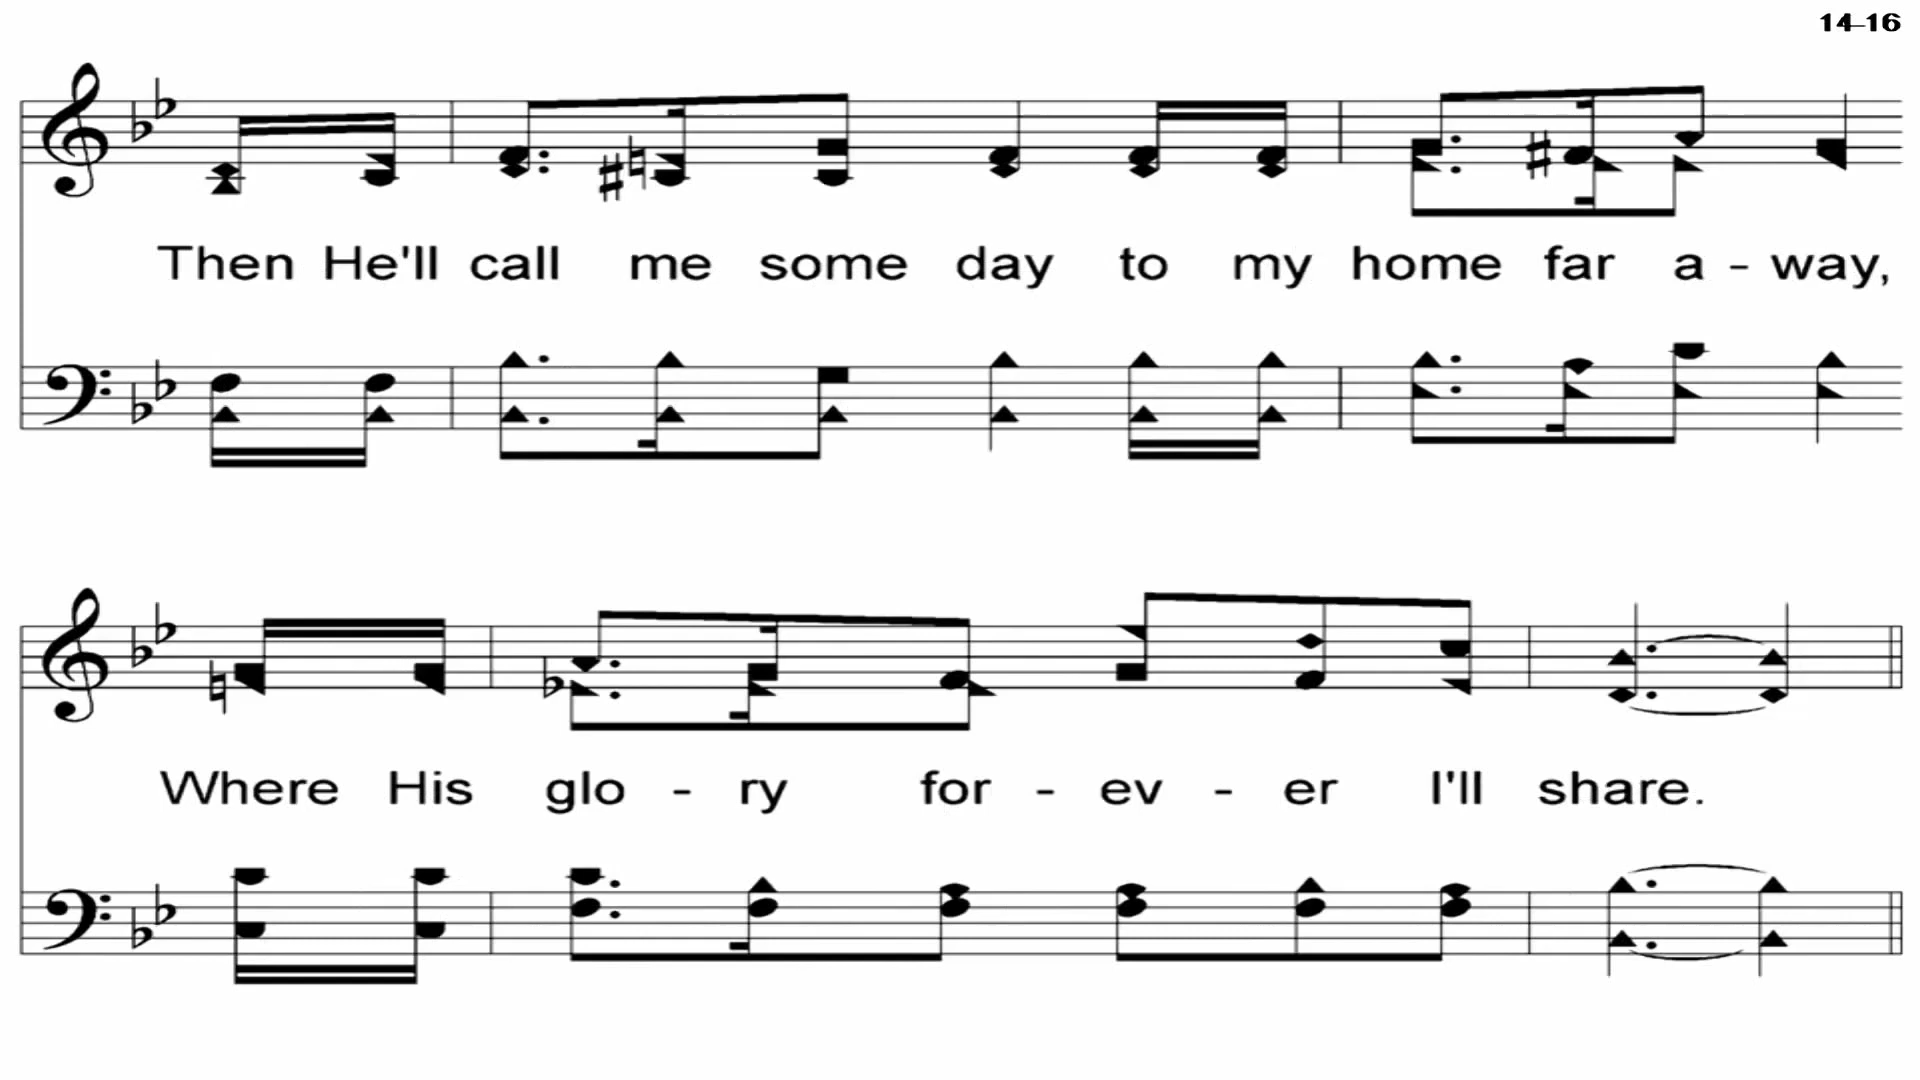 14-16
Then He'll call me some day to my home far a - way,
Where His glo - ry for - ev - er I'll share.